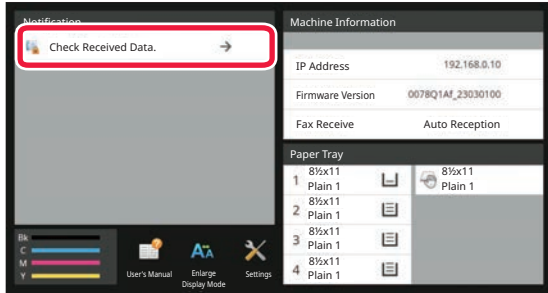 Notification
Check Received Data.
Bk
C
M
Y
User's Manual
Enlarge
Display Mode
Settings
Machine Information
IP Address 192.168.0.10
Firmware Version 0078Q1Af_23030100
Fax Receive Auto Reception
Paper Tray
1 8½x11
Plain 1
8½x11
Plain 1
2 8½x11
Plain 1
3 8½x11
Plain 1
4 8½x11
Plain 1